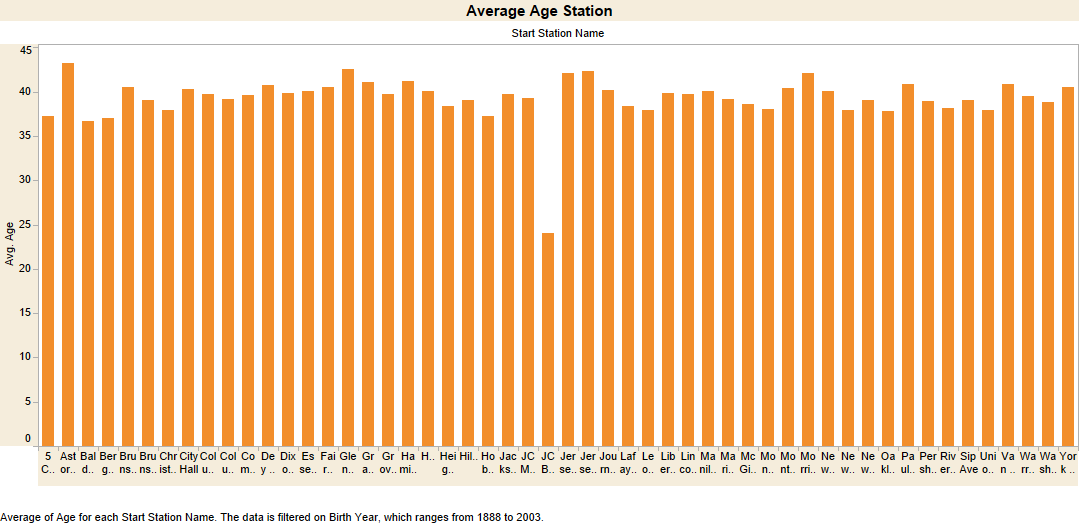 Average Age Station
Start Station Name
45
40
35
30
25
20
15
10
5
0
Avg. Age
5 Ast Bal Ber Bru Bru Chr City Col Col Co De Dix Es Fai Gle Gr Gr Ha H.. Hei Hil.. Ho Jac JC JC Jer Jer Jou Laf Le Lib Lin Ma Ma Mc Mo Mo Mo Ne Ne Ne Oa Pa Per Riv Sip Uni Va Wa Wa Yor
C.. or.. d.. g.. ns.. ns.. ist.. Hall u.. u.. m.. y .. o.. se.. r.. n.. a.. ov.. mi.. g.. b.. ks.. M.. B.. se.. se.. rn.. ay.. o.. er.. co.. nil.. ri.. Gi.. n.. nt.. rri.. w.. w.. w.. kl.. ul.. sh.. er.. Ave o.. n .. rr.. sh.. k ..
Average of Age for each Start Station Name. The data is filtered on Birth Year, which ranges from 1888 to 2003.